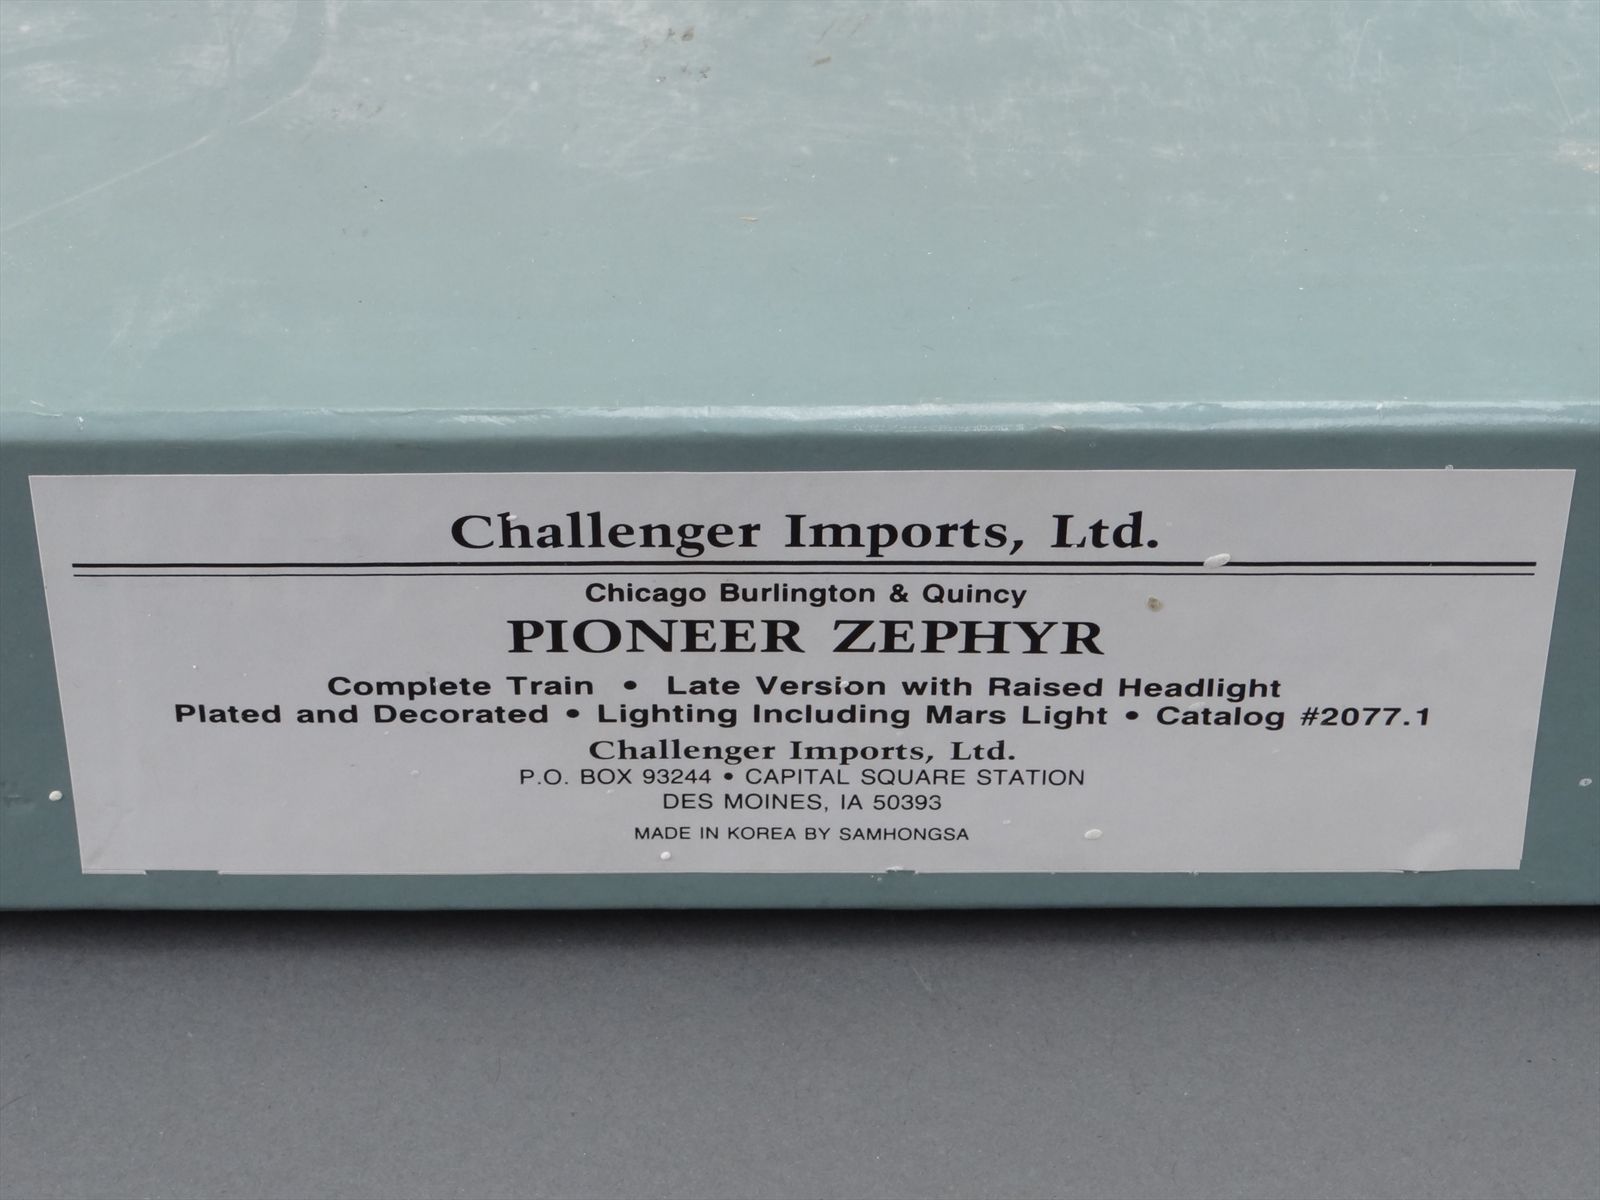 Challenger Imports, Ltd.
Chicago Burlington & Quincy
PIONEER ZEPHYR
Complete Train • Late Version with Raised Headlight
Plated and Decorated • Lighting Including Mars Light • Catalog #2077.1
Challenger Imports, Ltd.
P.O. BOX 93244 • CAPITAL SQUARE STATION
DES MOINES, IA 50393
MADE IN KOREA BY SAMHONGSA